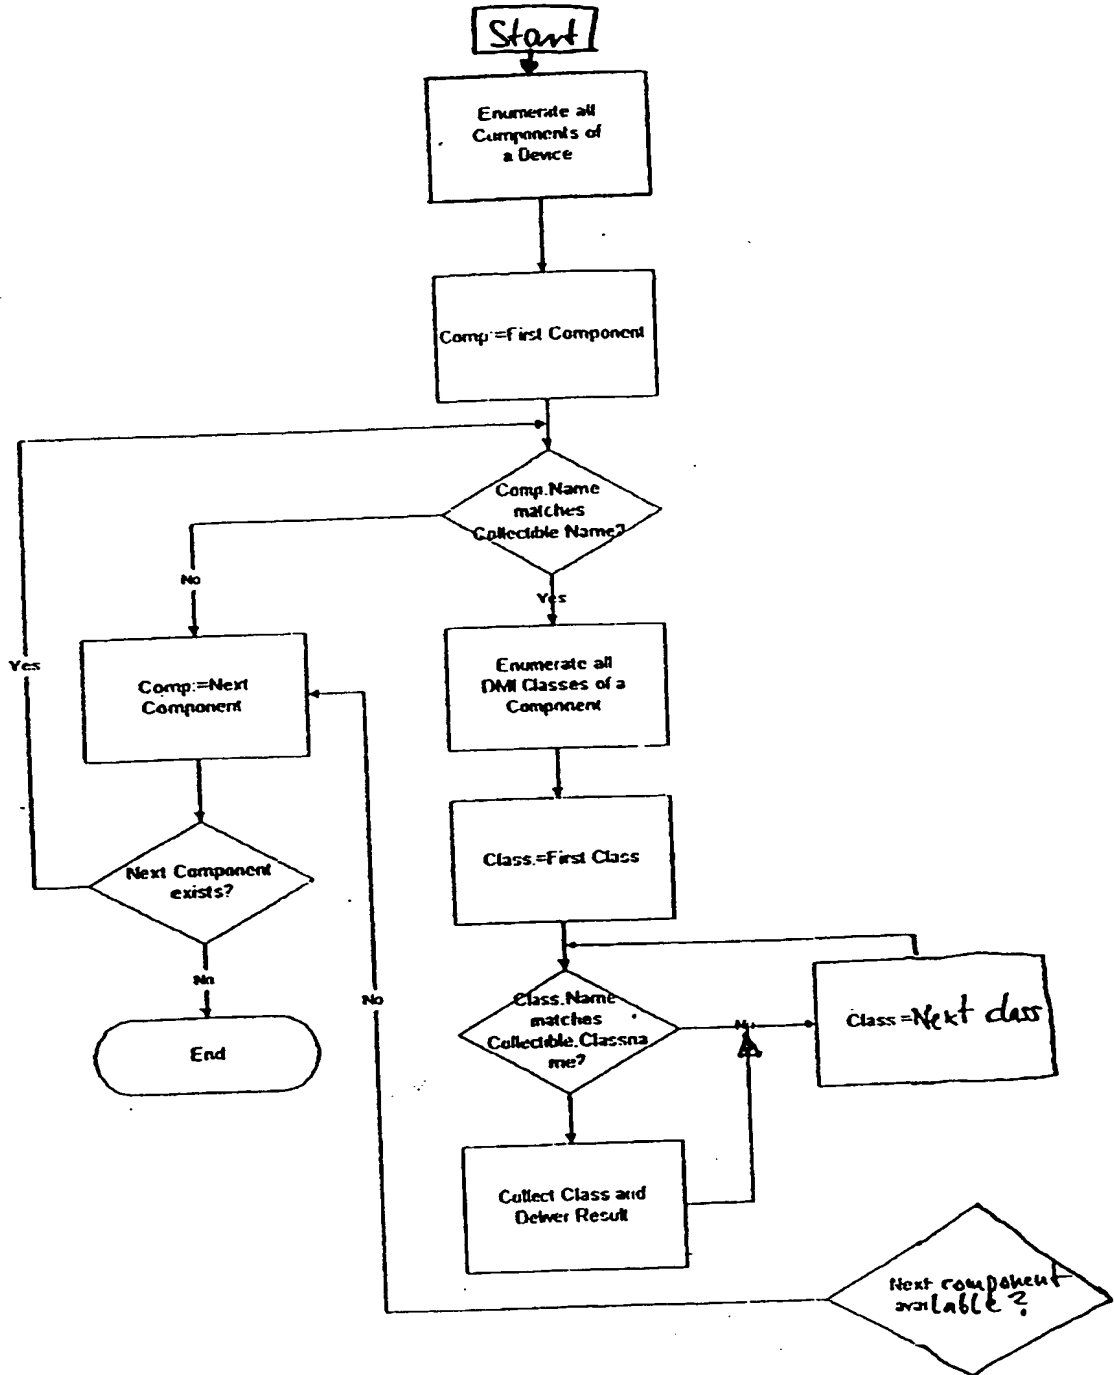 Start
Enumerate all
Components of
a Device
Comp:=First Component
Comp.Name
matches
Collectible Name?
No
Yes
Yes
Comp:=Next
Component
Enumerate all
DMI Classes of a
Component
Class.=First Class
Next Component
exists?
No
End
No
Class.Name
matches
Collectible.Classna
me?
Class =Next class
Collect Class and
Deliver Result
Next component
available?